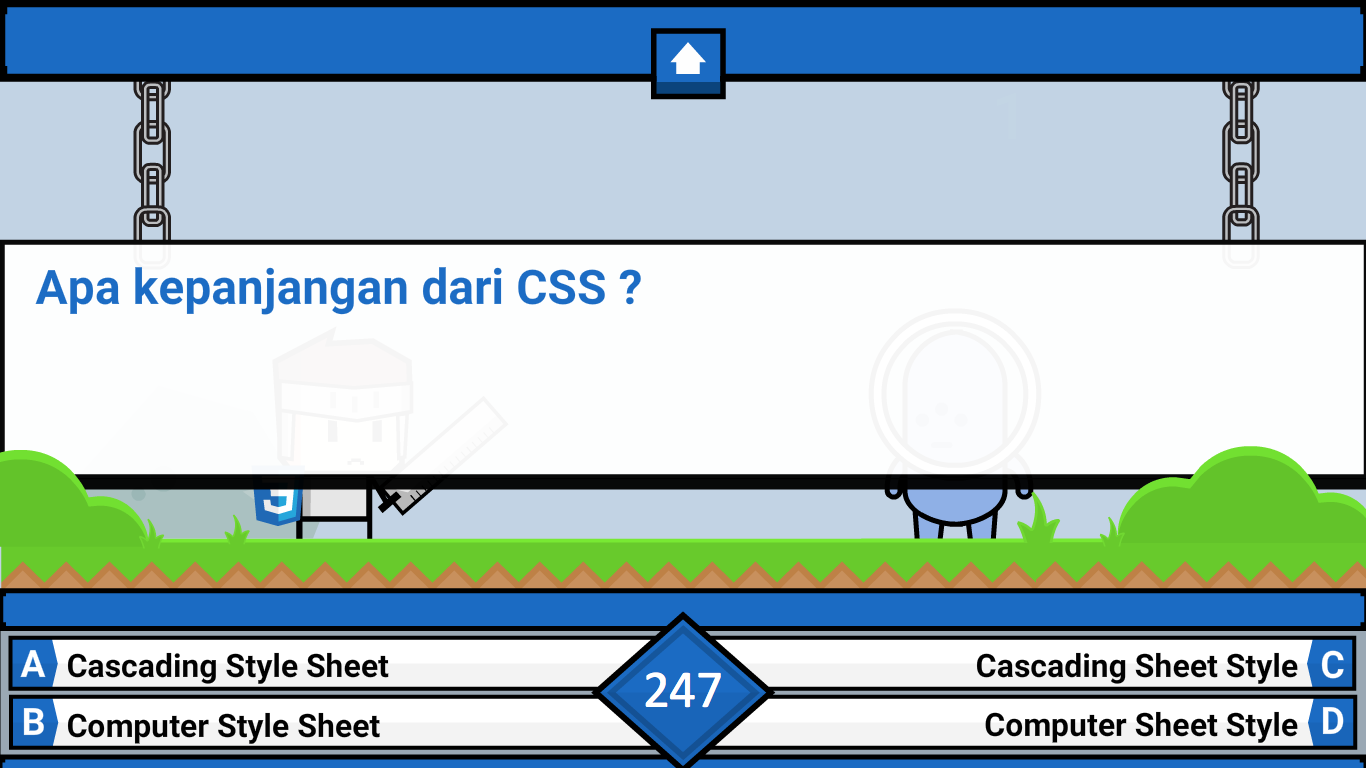 Apa kepanjangan dari CSS ?
A Cascading Style Sheet
B Computer Style Sheet
247
Cascading Sheet Style C
Computer Sheet Style D